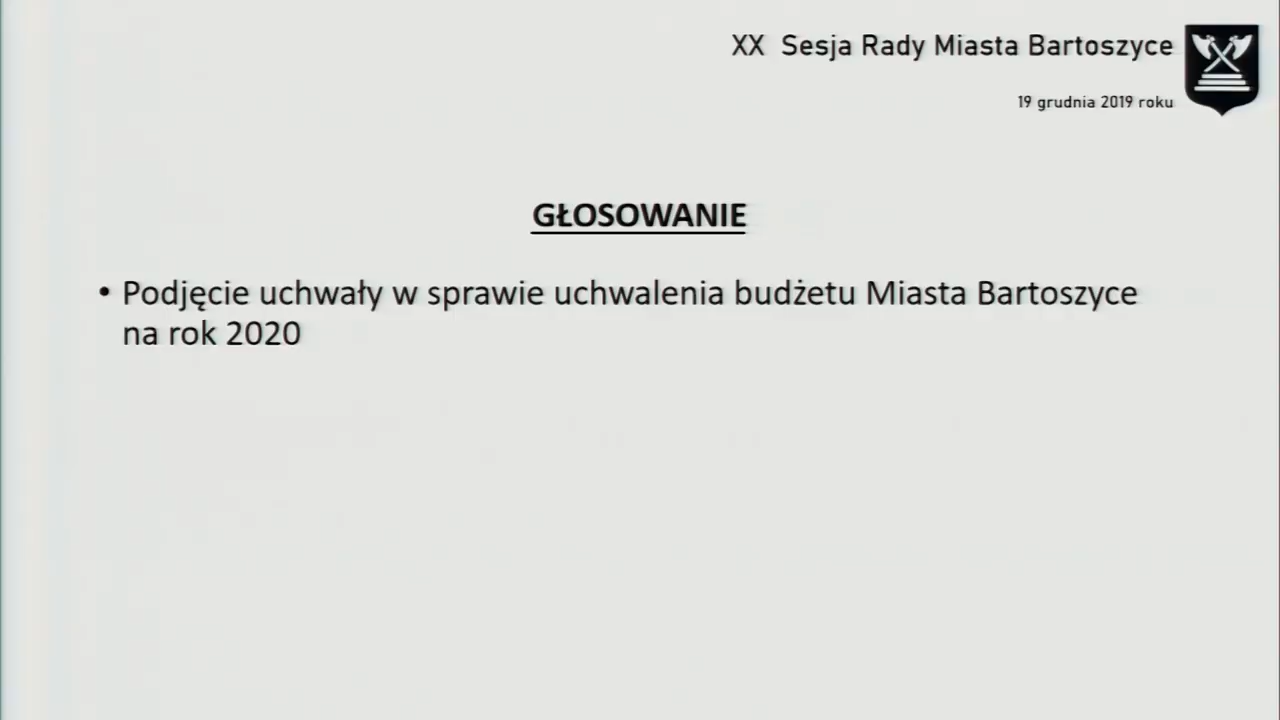 XX Sesja Rady Miasta Bartoszyce
19 grudnia 2019 roku
GŁOSOWANIE
• Podjęcie uchwały w sprawie uchwalenia budżetu Miasta Bartoszyce
na rok 2020